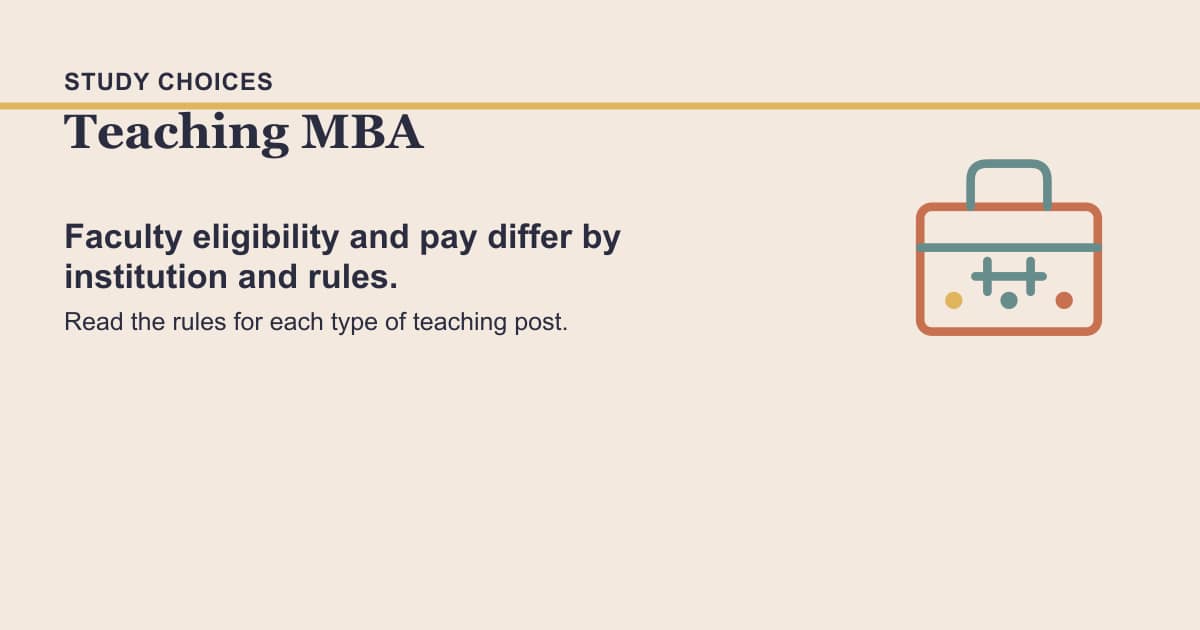 STUDY CHOICES
Teaching MBA
Faculty eligibility and pay differ by
institution and rules.
Read the rules for each type of teaching post.